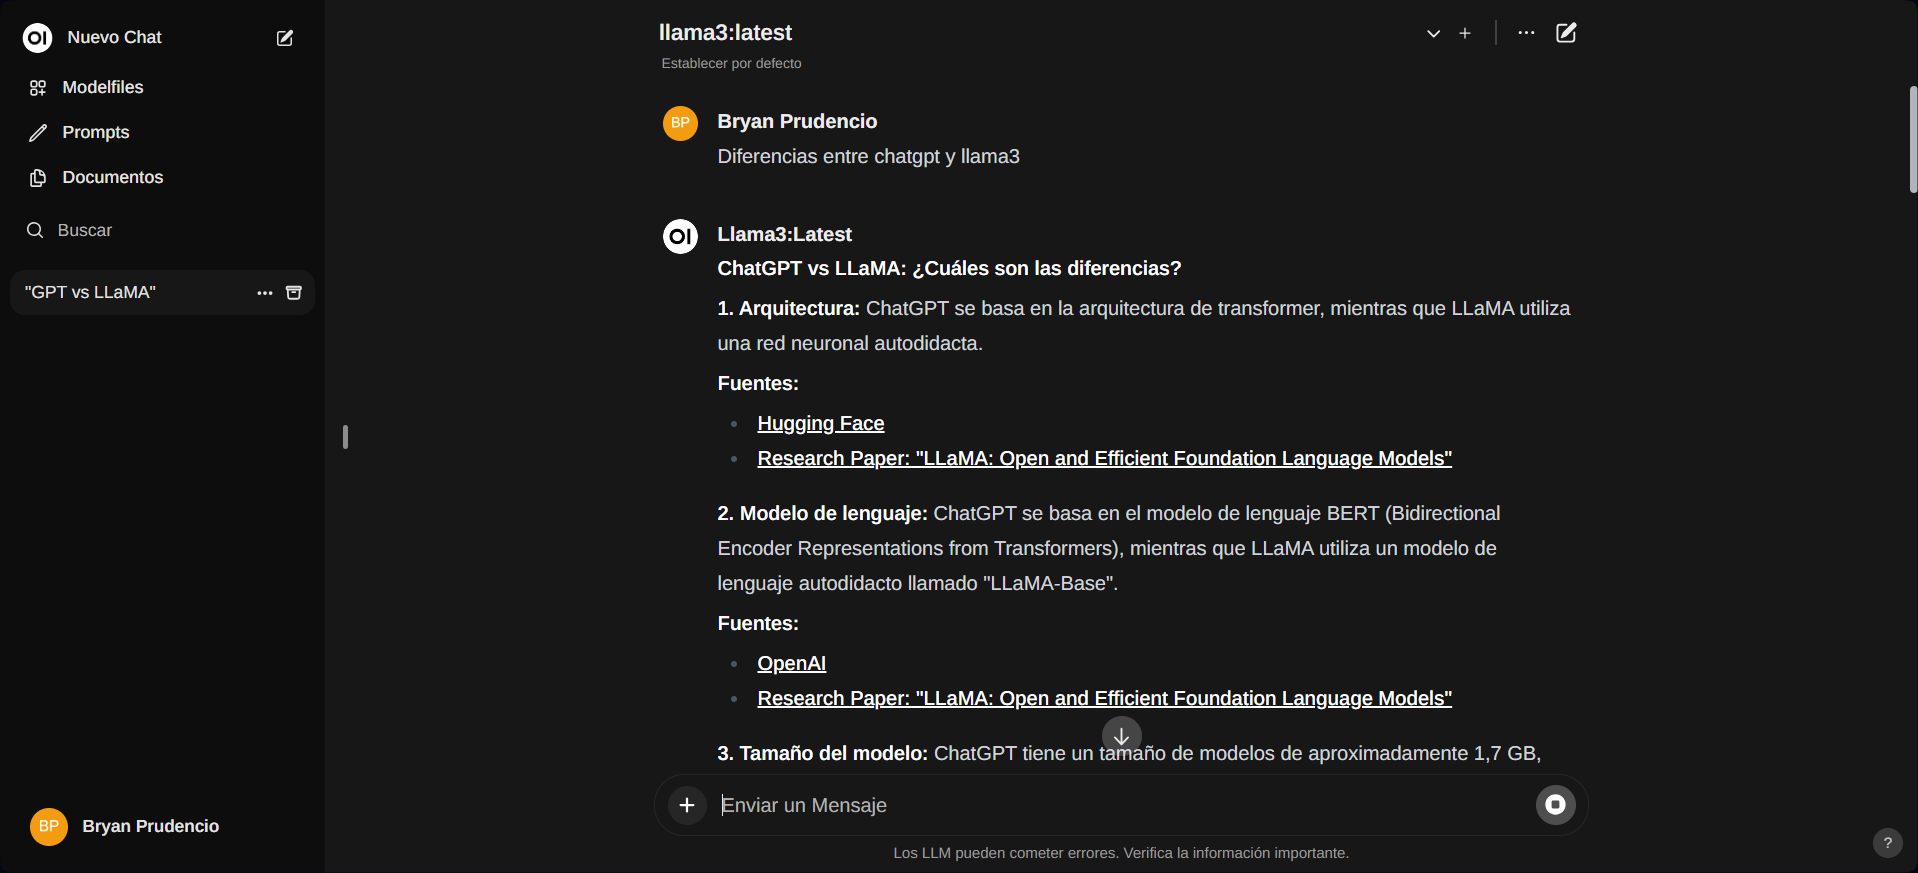 OI Nuevo Chat
Modelfiles
Prompts
Documentos
Buscar
"GPT vs LLaMA"
BP Bryan Prudencio
llama3:latest
Establecer por defecto
BP Bryan Prudencio
Diferencias entre chatgpt y llama3
OI Llama3:Latest
ChatGPT vs LLaMA: ¿Cuáles son las diferencias?
1. Arquitectura: ChatGPT se basa en la arquitectura de transformer, mientras que LLaMA utiliza
una red neuronal autodidacta.
Fuentes:
• Hugging Face
• Research Paper: "LLaMA: Open and Efficient Foundation Language Models"
2. Modelo de lenguaje: ChatGPT se basa en el modelo de lenguaje BERT (Bidirectional
Encoder Representations from Transformers), mientras que LLaMA utiliza un modelo de
lenguaje autodidacto llamado "LLaMA-Base".
Fuentes:
• OpenAI
• Research Paper: "LLaMA: Open and Efficient Foundation Language Models"
3. Tamaño del modelo: ChatGPT tiene un tamaño de modelos de aproximadamente 1,7 GB,
Enviar un Mensaje
Los LLM pueden cometer errores. Verifica la información importante.
?